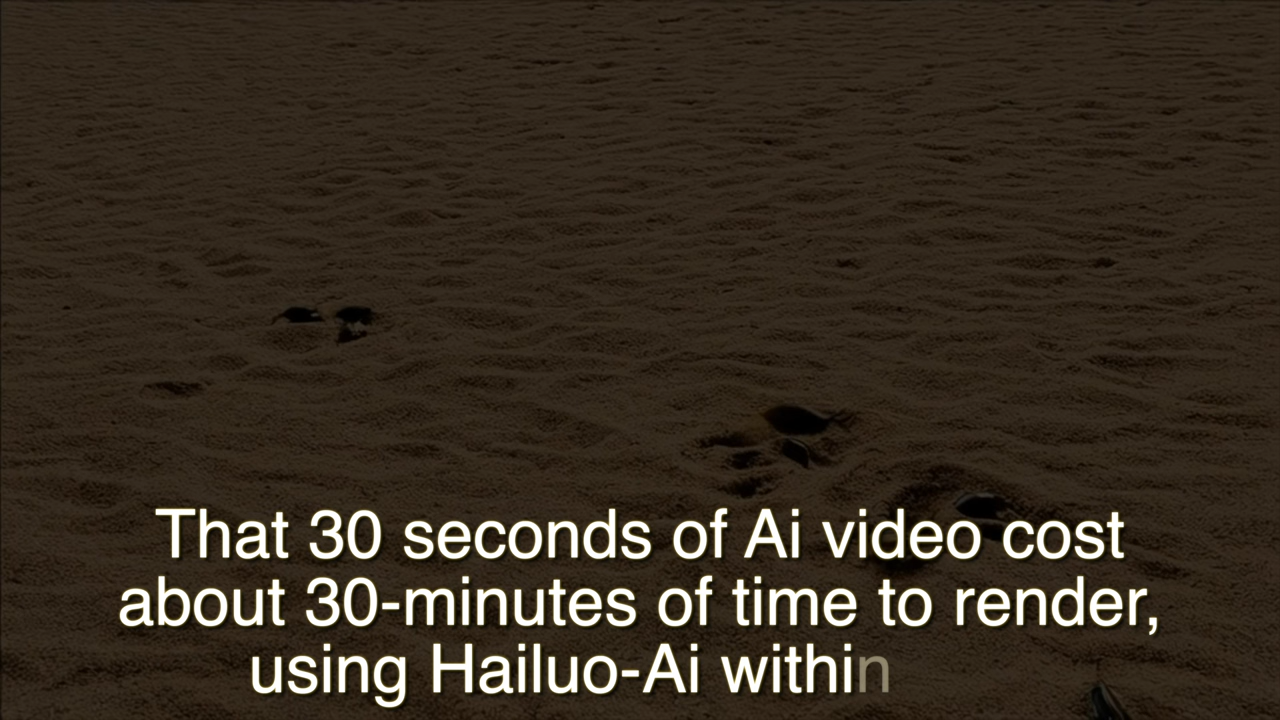 That 30 seconds of Ai video cost
about 30-minutes of time to render,
using Hailuo-Ai within